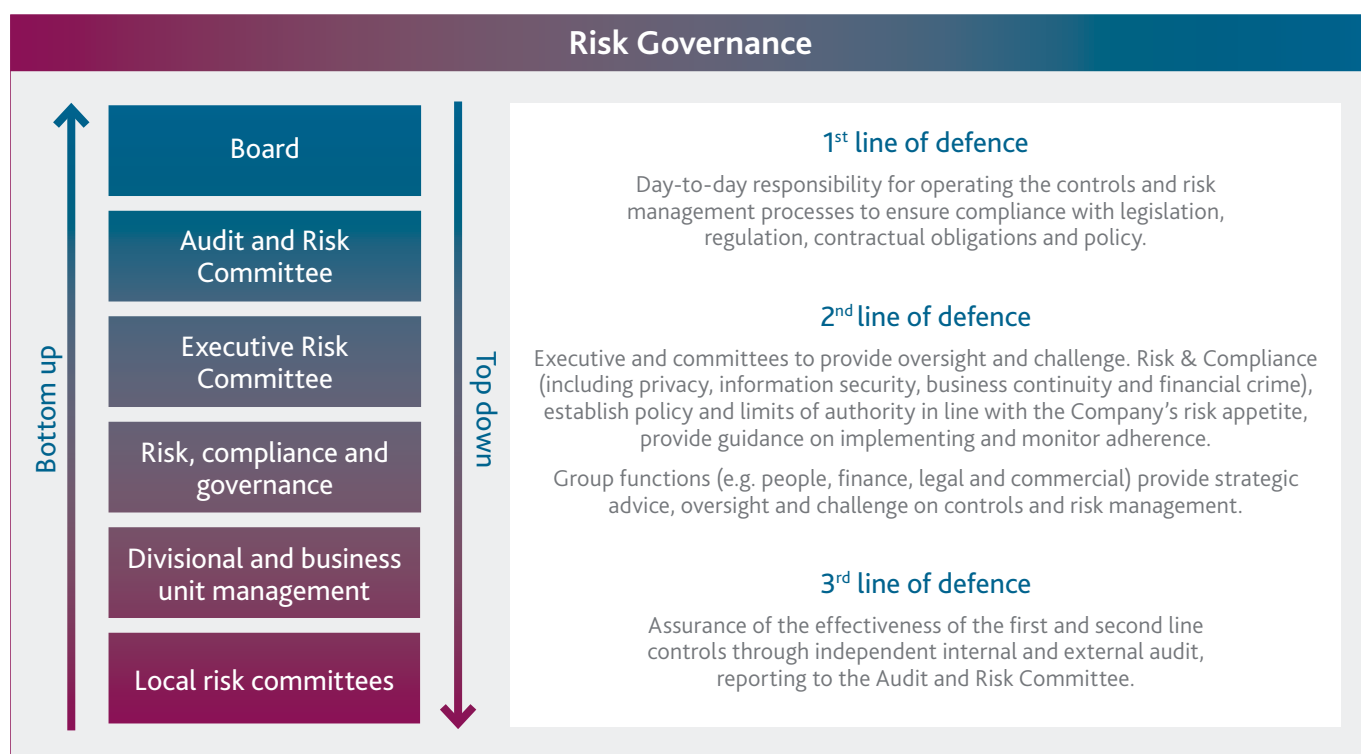 Risk Governance
Bottom up
Board
Audit and Risk
Committee
Executive Risk
Committee
Risk, compliance and
governance
Divisional and business
unit management
Local risk committees
Top down
1st line of defence
Day-to-day responsibility for operating the controls and risk
management processes to ensure compliance with legislation,
regulation, contractual obligations and policy.
2nd line of defence
Executive and committees to provide oversight and challenge. Risk & Compliance
(including privacy, information security, business continuity and financial crime),
establish policy and limits of authority in line with the Company’s risk appetite,
provide guidance on implementing and monitor adherence.
Group functions (e.g. people, finance, legal and commercial) provide strategic
advice, oversight and challenge on controls and risk management.
3rd line of defence
Assurance of the effectiveness of the first and second line
controls through independent internal and external audit,
reporting to the Audit and Risk Committee.